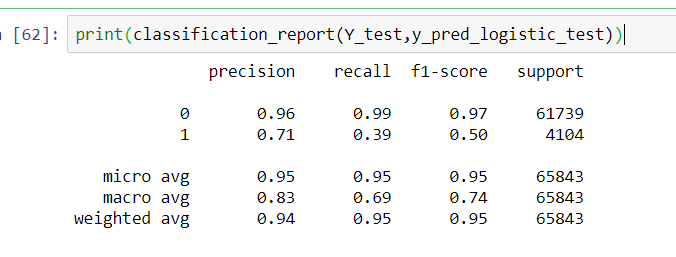 [62]: print(classification_report(Y_test,y_pred_logistic_test))
precision recall f1-score support
0 0.96 0.99 0.97 61739
1 0.71 0.39 0.50 4104
micro avg 0.95 0.95 0.95 65843
macro avg 0.83 0.69 0.74 65843
weighted avg 0.94 0.95 0.95 65843